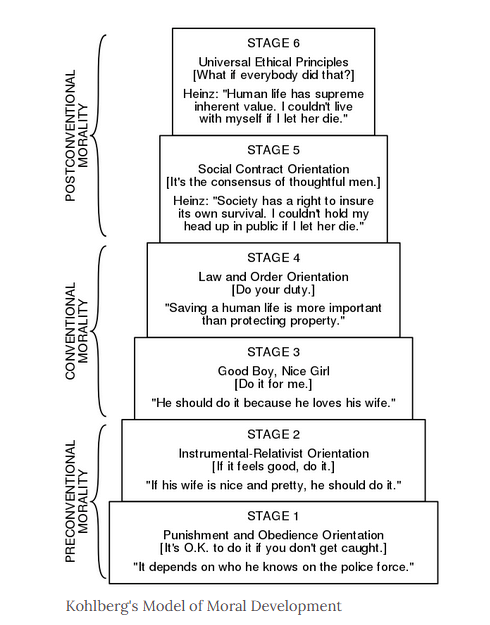 STAGE 6
Universal Ethical Principles
[What if everybody did that?]
Heinz: "Human life has supreme
inherent value. I couldn't live
with myself if I let her die."
STAGE 5
Social Contract Orientation
[It's the consensus of thoughtful men.]
Heinz: "Society has a right to insure
its own survival. I couldn't hold my
head up in public if I let her die."
POSTCONVENTIONAL
MORALITY
STAGE 4
Law and Order Orientation
[Do your duty.]
"Saving a human life is more important
than protecting property."
STAGE 3
Good Boy, Nice Girl
[Do it for me.]
"He should do it because he loves his wife."
CONVENTIONAL
MORALITY
STAGE 2
Instrumental-Relativist Orientation
[If it feels good, do it.]
"If his wife is nice and pretty, he should do it."
STAGE 1
Punishment and Obedience Orientation
[It's O.K. to do it if you don't get caught.]
"It depends on who he knows on the police force."
PRECONVENTIONAL
MORALITY
Kohlberg's Model of Moral Development